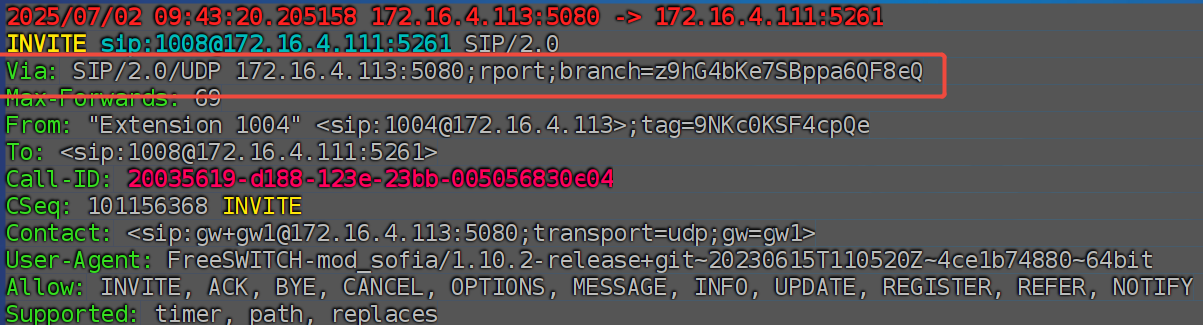 2025/07/02 09:43:20.205158 172.16.4.113:5080 -> 172.16.4.111:5261
INVITE sip:1008@172.16.4.111:5261 SIP/2.0
Via: SIP/2.0/UDP 172.16.4.113:5080;rport;branch=z9hG4bKe7SBppa6QF8eQ
Max-Forwards: 69
From: "Extension 1004" <sip:1004@172.16.4.113>;tag=9NKc0KSF4cpQe
To: <sip:1008@172.16.4.111:5261>
Call-ID: 20035619-d188-123e-23bb-005056830e04
CSeq: 101156368 INVITE
Contact: <sip:gw+gw1@172.16.4.113:5080;transport=udp;gw=gw1>
User-Agent: FreeSWITCH-mod_sofia/1.10.2-release+git~20230615T110520Z~4ce1b74880~64bit
Allow: INVITE, ACK, BYE, CANCEL, OPTIONS, MESSAGE, INFO, UPDATE, REGISTER, REFER, NOTIFY
Supported: timer, path, replaces